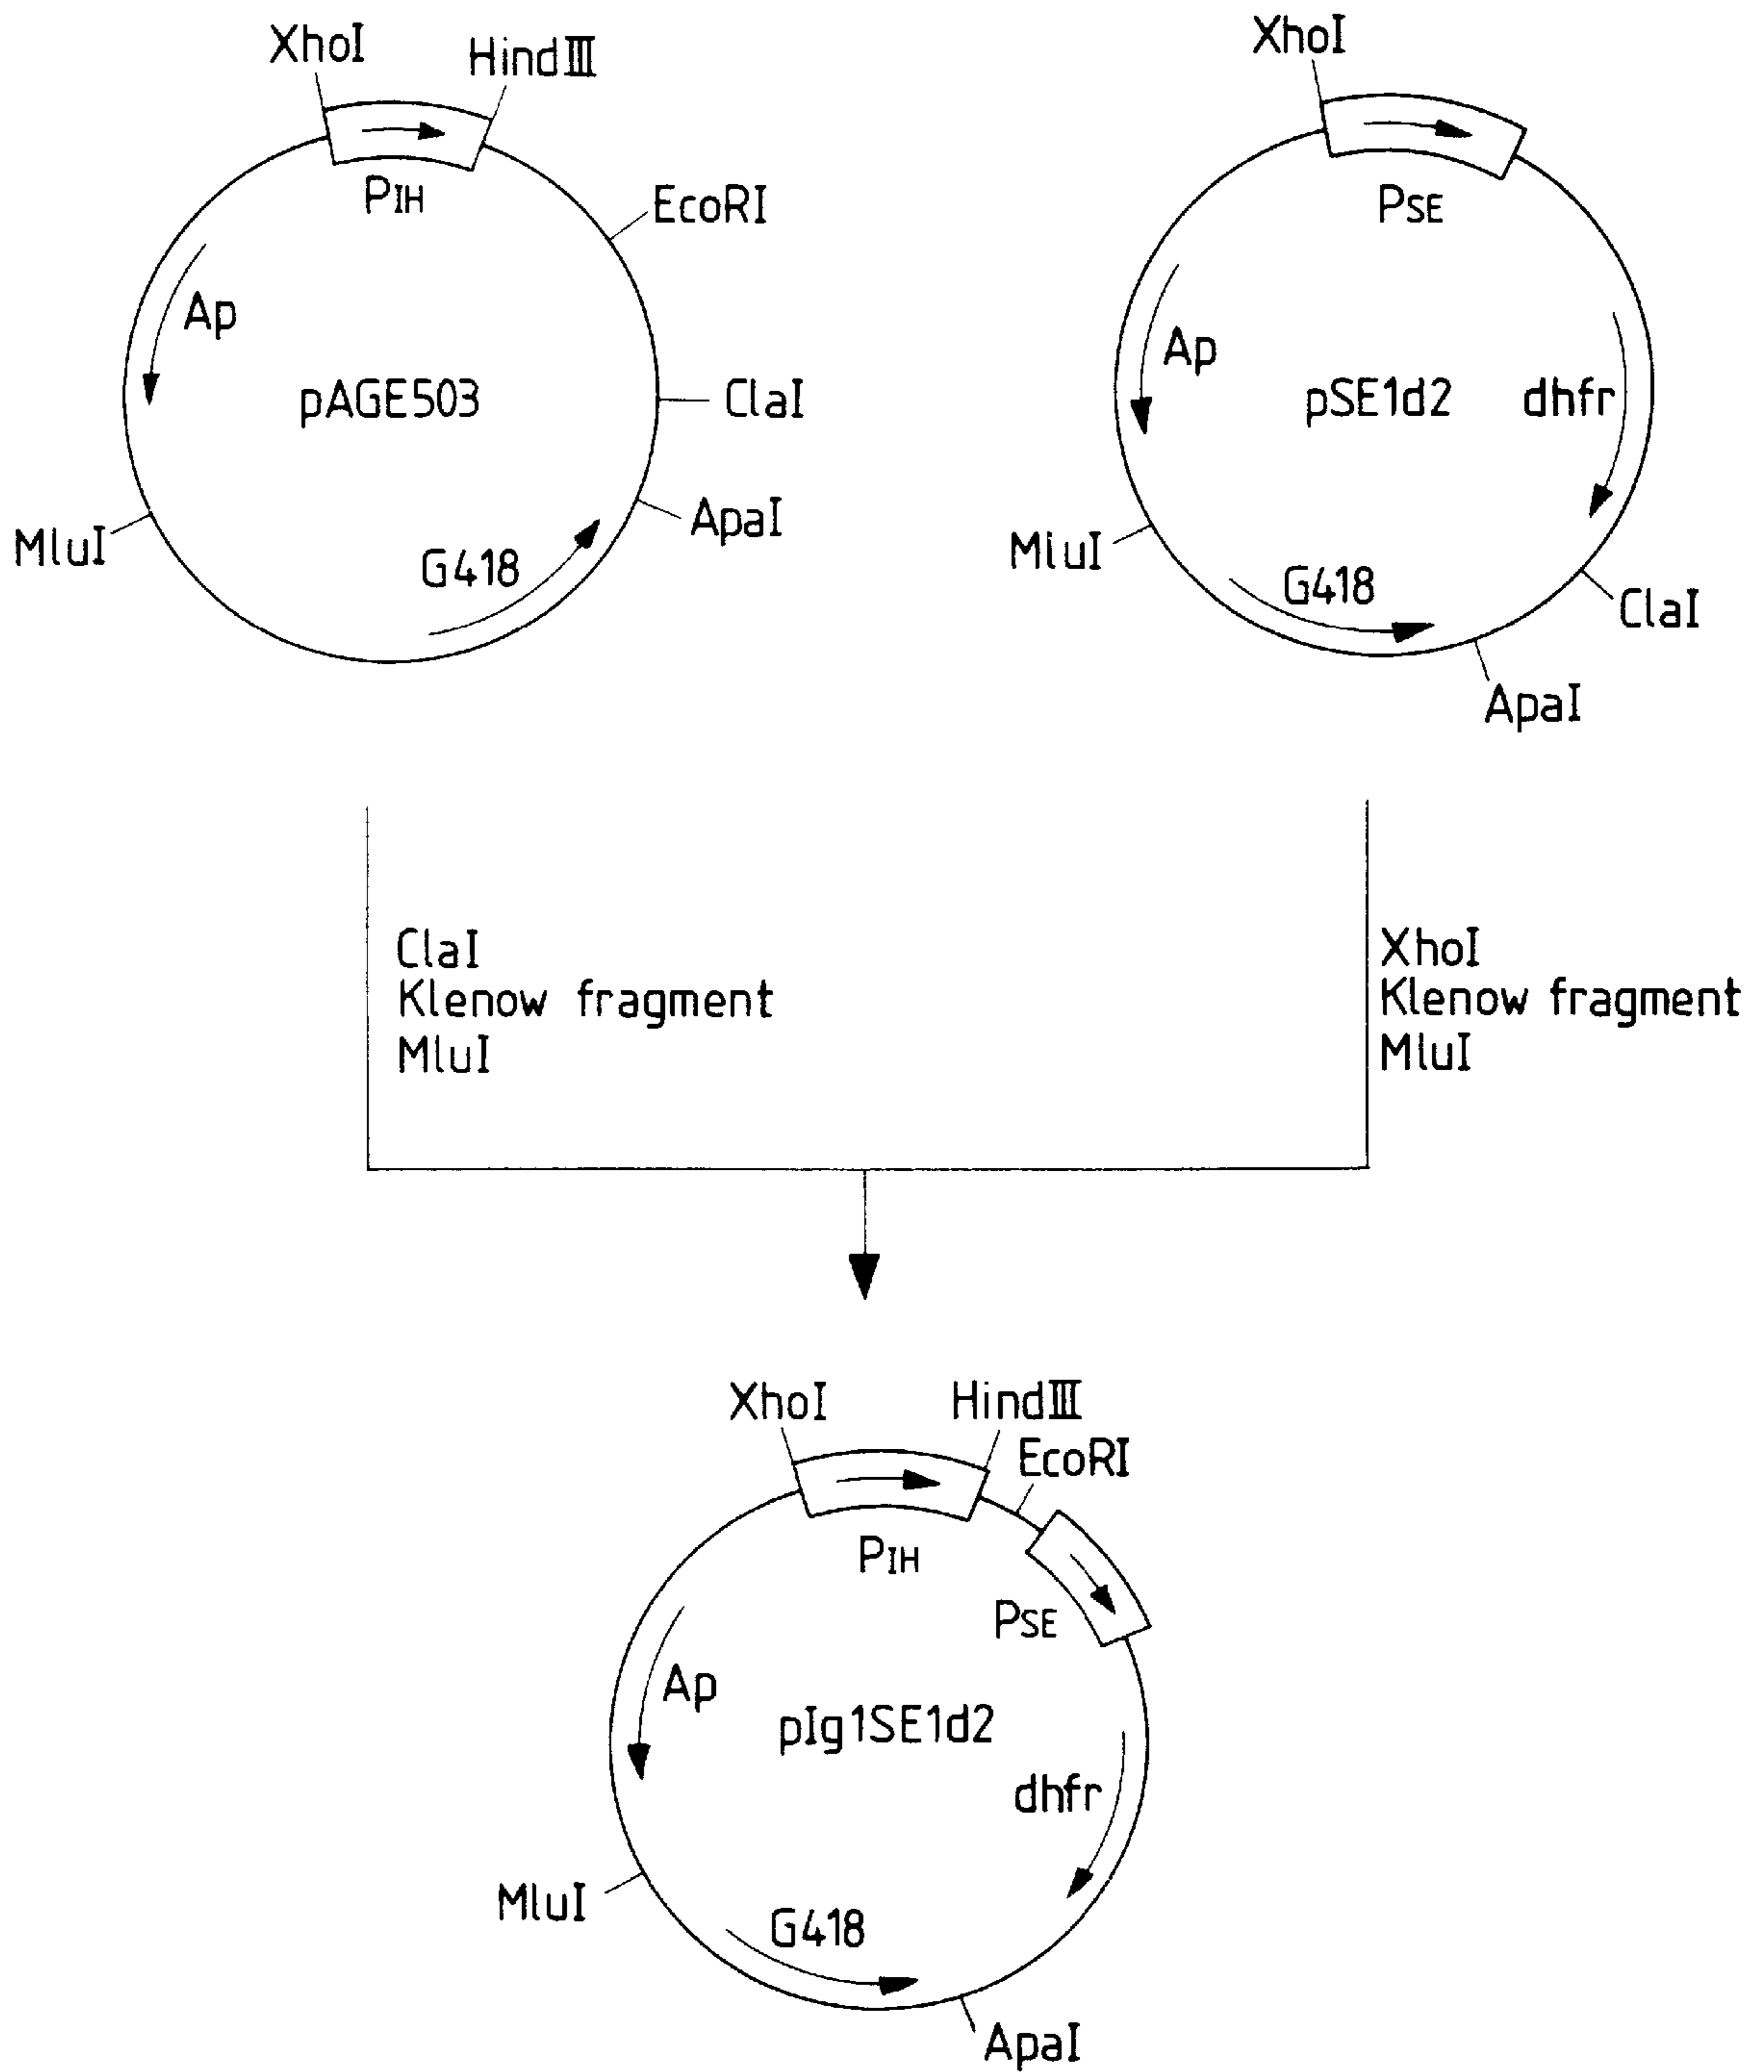 XhoI
HindIII
PIH
EcoRI
Ap
pAGE503
ClaI
ApaI
MluI
G418
XhoI
PSE
Ap
pSE1d2
dhfr
MiuI
G418
ClaI
ApaI
ClaI
Klenow fragment
MluI
XhoI
Klenow fragment
MluI
XhoI
HindIII
EcoRI
PIH
PSE
Ap
pIg1SE1d2
dhfr
MluI
G418
ApaI